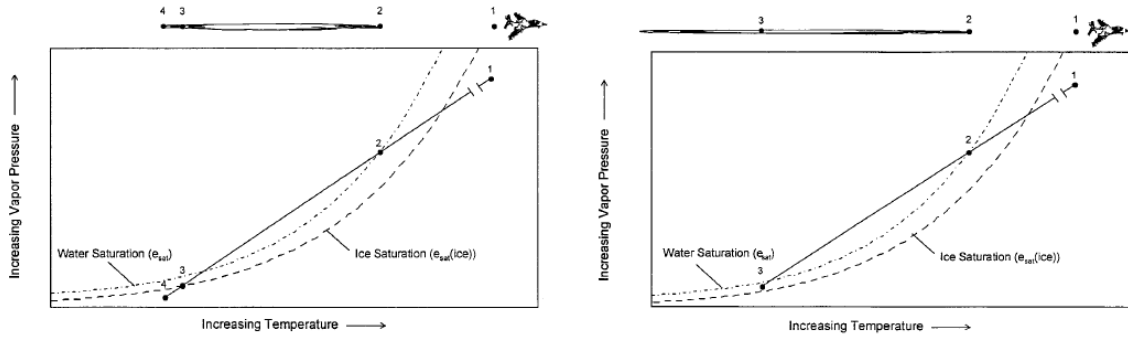 4 3 2 1
1
2
Water Saturation (e_sat)
Ice Saturation (e_sat(ice))
3
4
Increasing Vapor Pressure
Increasing Temperature
3 2 1
1
2
Water Saturation (e_sat)
Ice Saturation (e_sat(ice))
3
Increasing Vapor Pressure
Increasing Temperature